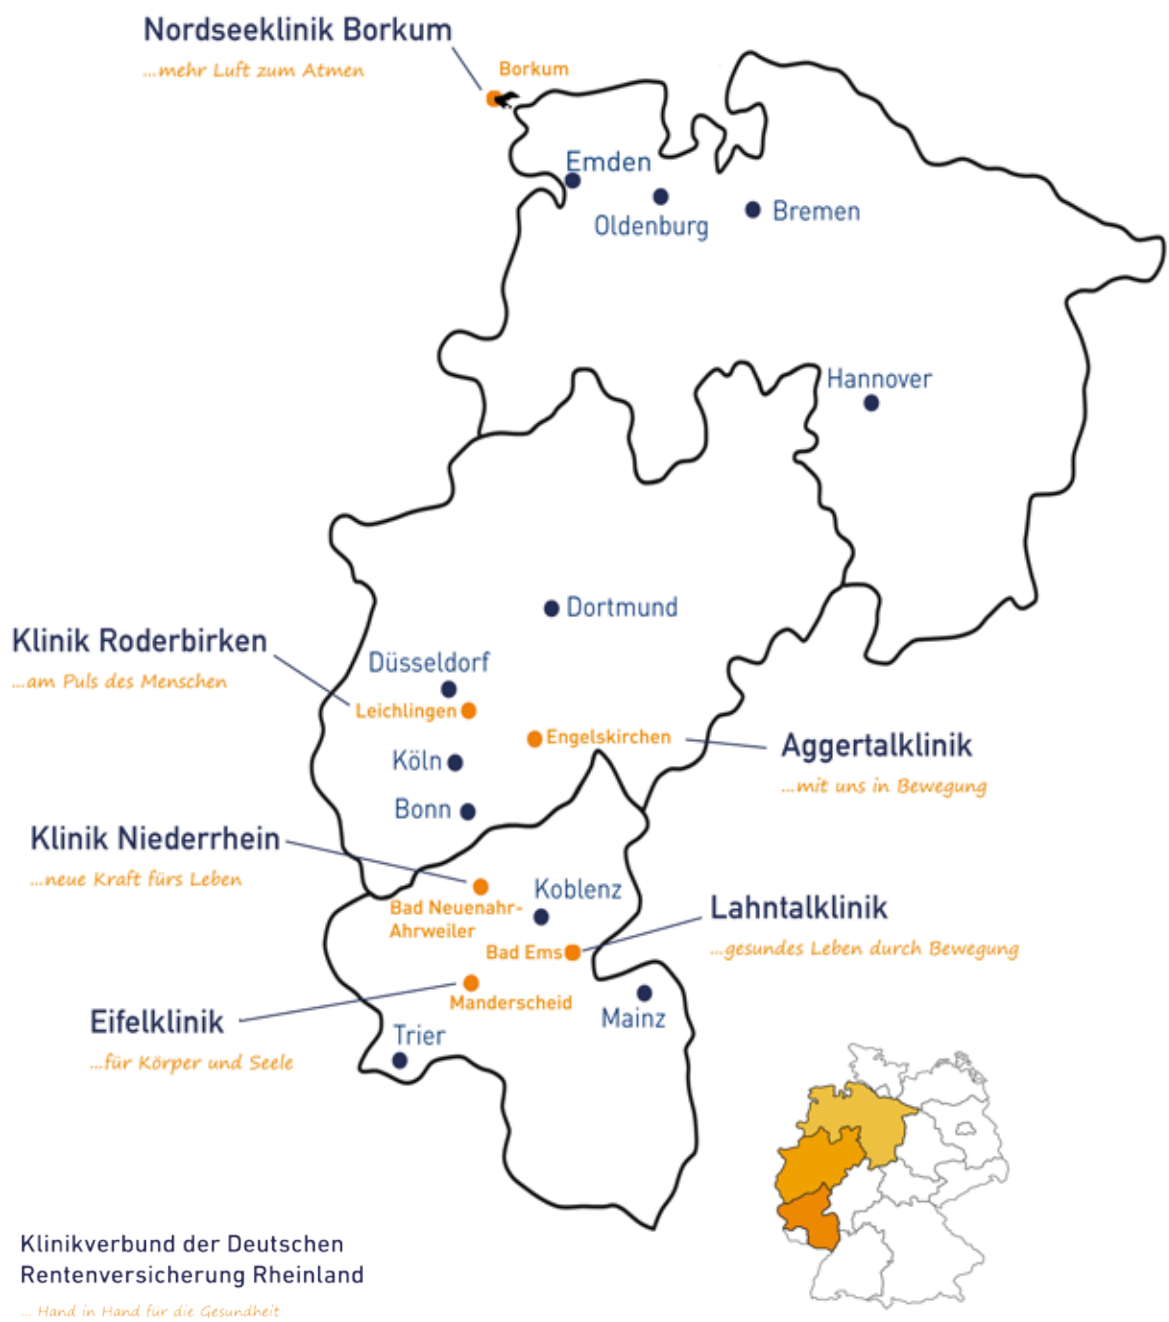 Nordseeklinik Borkum
...mehr Luft zum Atmen
Borkum
Emden
Oldenburg
Bremen
Hannover
Dortmund
Klinik Roderbirken
...am Puls des Menschen
Düsseldorf
Leichlingen
Engelskirchen
Aggertalklinik
...mit uns in Bewegung
Köln
Bonn
Klinik Niederrhein
...neue Kraft fürs Leben
Koblenz
Bad Neuenahr-
Ahrweiler
Lahntalklinik
...gesundes Leben durch Bewegung
Bad Ems
Manderscheid
Mainz
Eifelklinik
...für Körper und Seele
Trier
Klinikverbund der Deutschen
Rentenversicherung Rheinland
... Hand in Hand für die Gesundheit